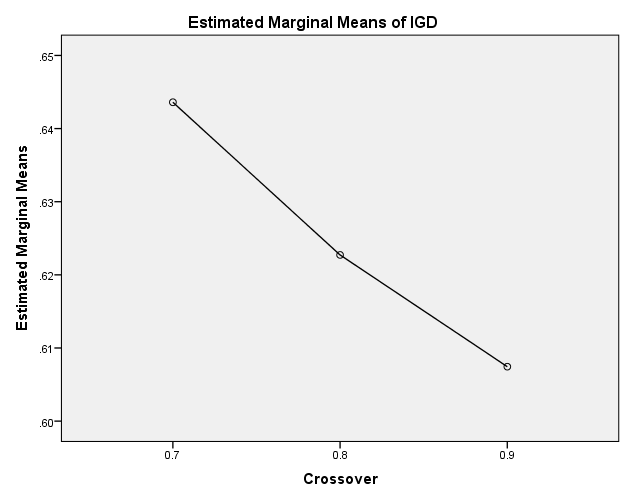 Estimated Marginal Means of IGD
Estimated Marginal Means
.65
.64
.63
.62
.61
.60
0.7 0.8 0.9
Crossover